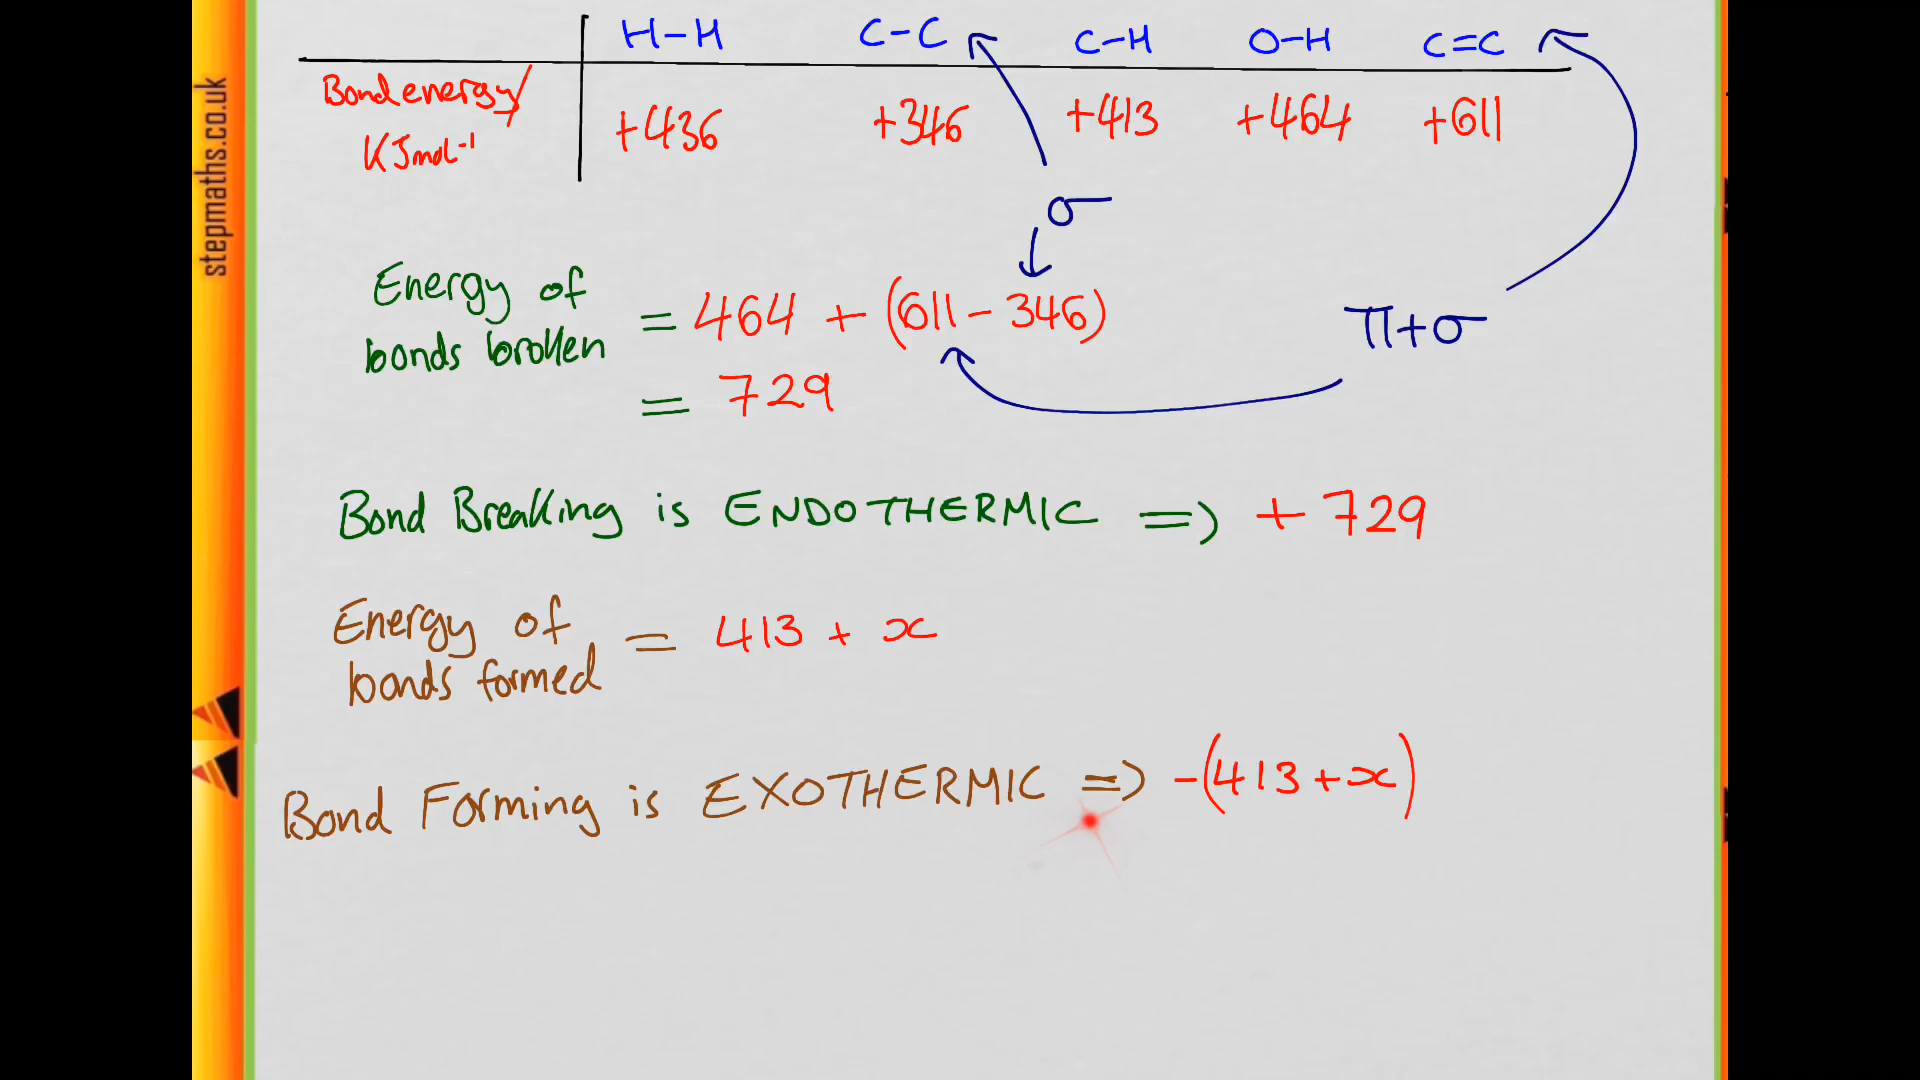 H-H C-C C-H O-H C=C
Bond energy/ +436 +346 +413 +464 +611
KJmol⁻¹
σ
Energy of
bonds broken = 464 + (611 - 346)
π+σ
= 729
Bond Breaking is ENDOTHERMIC => +729
Energy of
bonds formed = 413 + x
Bond Forming is EXOTHERMIC => -(413+x)
stepmaths.co.uk